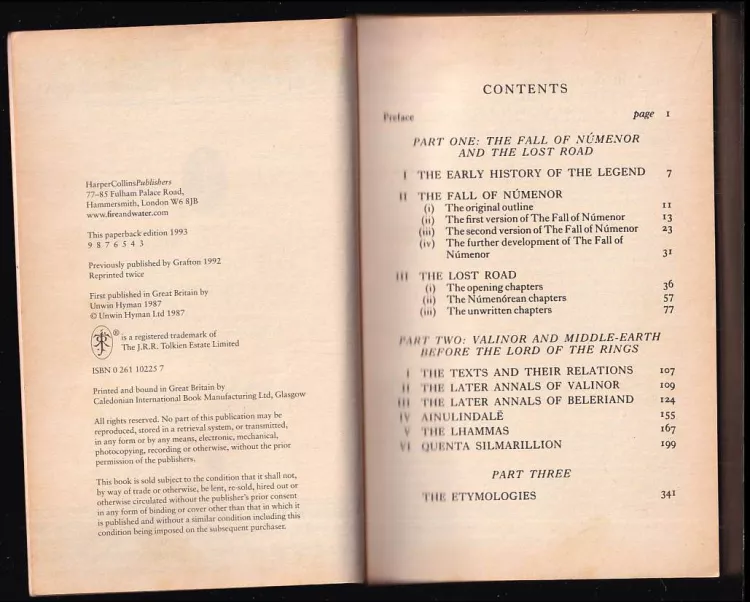 HarperCollinsPublishers
77–85 Fulham Palace Road,
Hammersmith, London W6 8JB
www.fireandwater.com
This paperback edition 1993
9 8 7 6 5 4 3
Previously published by Grafton 1992
Reprinted twice
First published in Great Britain by
Unwin Hyman 1987
© Unwin Hyman Ltd 1987
® is a registered trademark of
The J.R.R. Tolkien Estate Limited
ISBN 0 261 10225 7
Printed and bound in Great Britain by
Caledonian International Book Manufacturing Ltd, Glasgow
All rights reserved. No part of this publication may be
reproduced, stored in a retrieval system, or transmitted,
in any form or by any means, electronic, mechanical,
photocopying, recording or otherwise, without the prior
permission of the publishers.
This book is sold subject to the condition that it shall not,
by way of trade or otherwise, be lent, re-sold, hired out or
otherwise circulated without the publisher's prior consent
in any form of binding or cover other than that in which it
is published and without a similar condition including this
condition being imposed on the subsequent purchaser.
CONTENTS
Preface page 1
PART ONE: THE FALL OF NÚMENOR
AND THE LOST ROAD
I THE EARLY HISTORY OF THE LEGEND 7
II THE FALL OF NÚMENOR
(i) The original outline 11
(ii) The first version of The Fall of Númenor 13
(iii) The second version of The Fall of Númenor 23
(iv) The further development of The Fall of
Númenor 31
III THE LOST ROAD
(i) The opening chapters 36
(ii) The Númenórean chapters 57
(iii) The unwritten chapters 77
PART TWO: VALINOR AND MIDDLE-EARTH
BEFORE THE LORD OF THE RINGS
I THE TEXTS AND THEIR RELATIONS 107
II THE LATER ANNALS OF VALINOR 109
III THE LATER ANNALS OF BELERIAND 124
IV AINULINDALË 155
V THE LHAMMAS 167
VI QUENTA SILMARILLION 199
PART THREE
THE ETYMOLOGIES 341